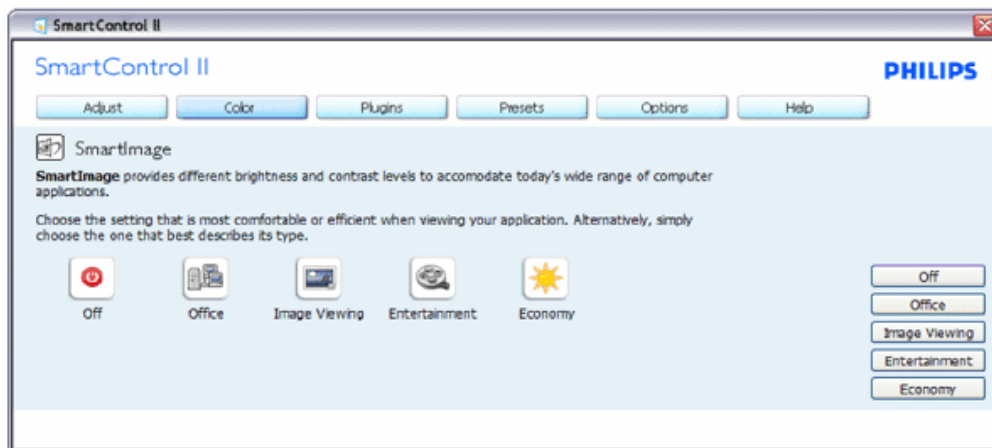 SmartControl II
SmartControl II
PHILIPS
Adjust Color Plugins Presets Options Help
SmartImage
SmartImage provides different brightness and contrast levels to accomodate today's wide range of computer
applications.
Choose the setting that is most comfortable or efficient when viewing your application. Alternatively, simply
choose the one that best describes its type.
Off Office Image Viewing Entertainment Economy
Off
Office
Image Viewing
Entertainment
Economy